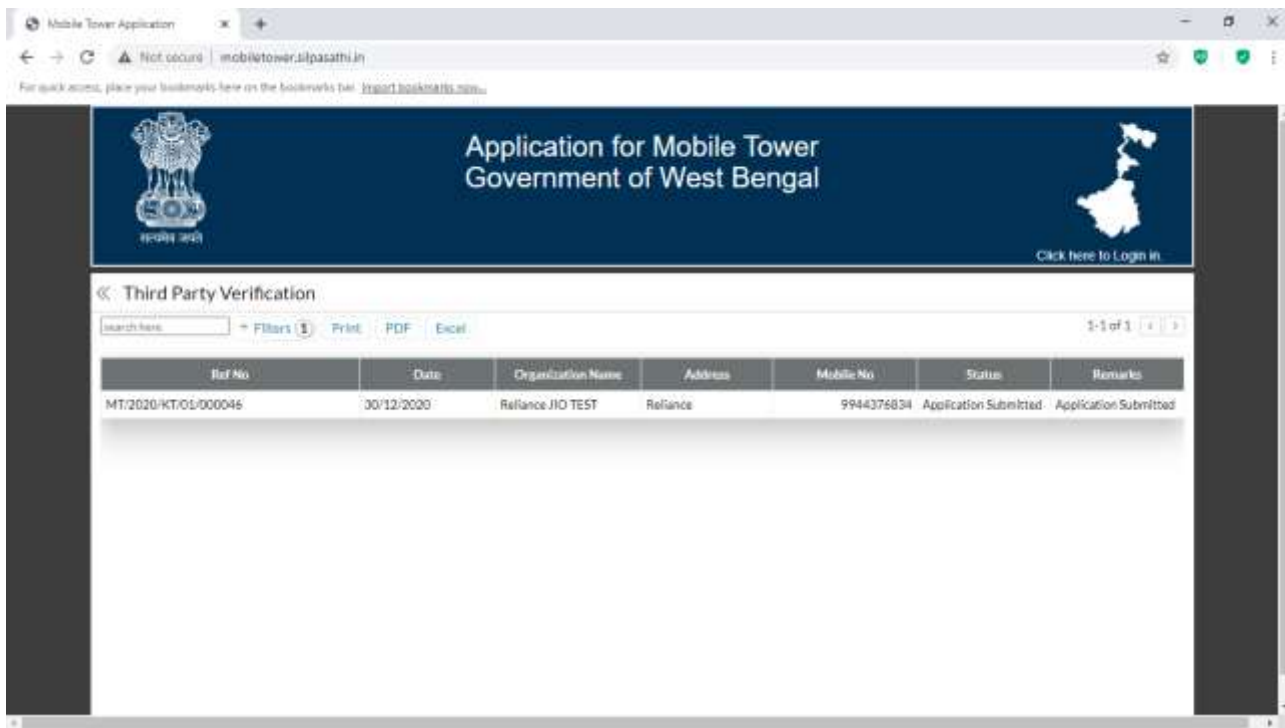 Mobile Tower Application
Not secure | mobiletower.silpasathi.in
For quick access, place your bookmarks here on the bookmarks bar. Import bookmarks now...
Application for Mobile Tower
Government of West Bengal
सत्यमेव जयते
Click here to Login in
Third Party Verification
search here Filters 1 Print PDF Excel 1-1 of 1
Ref No Date Organization Name Address Mobile No Status Remarks
MT/2020/KT/01/000046 30/12/2020 Reliance JIO TEST Reliance 9944376834 Application Submitted Application Submitted